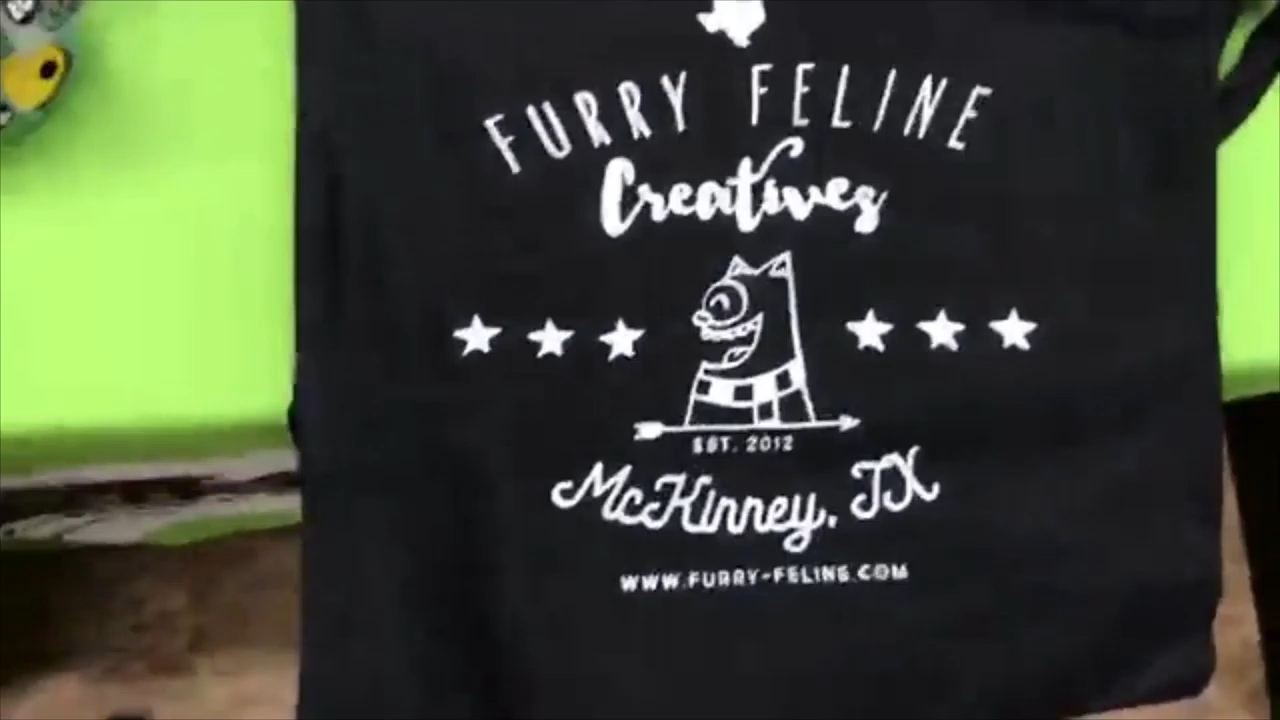 FURRY FELINE
Creatives
EST. 2012
McKinney, TX
WWW.FURRY-FELINE.COM